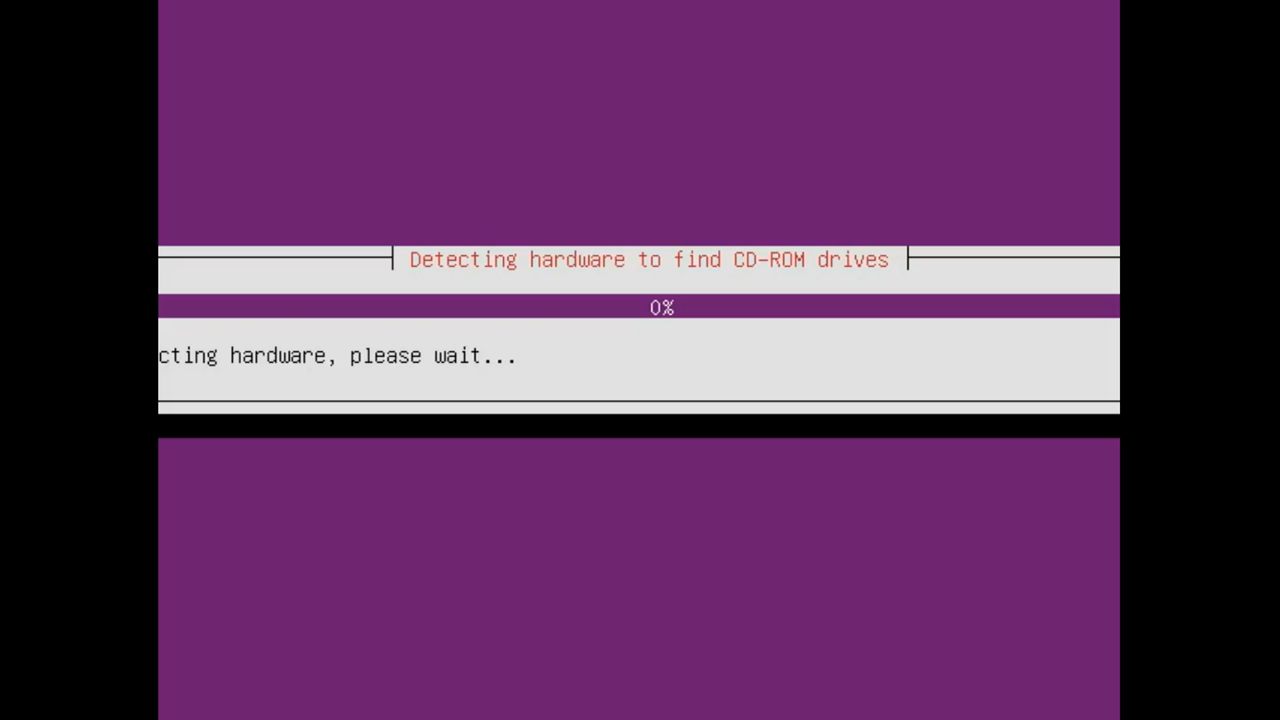 Detecting hardware to find CD-ROM drives
0%
cting hardware, please wait...